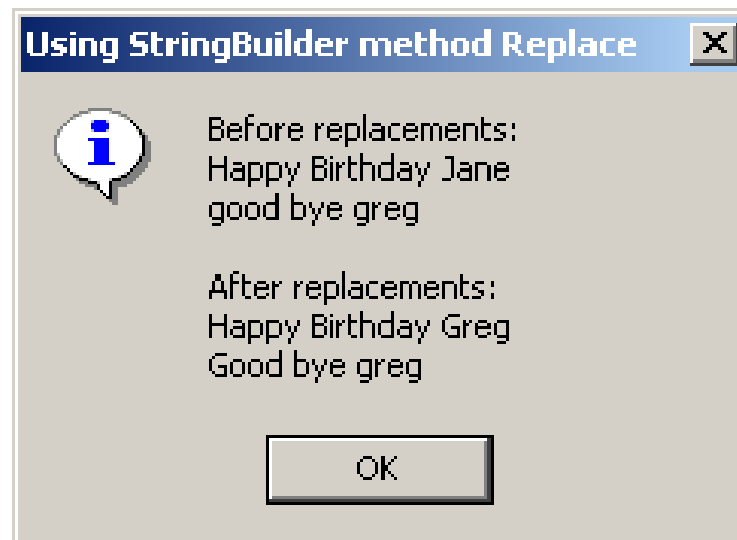 Using StringBuilder method Replace
Before replacements:
Happy Birthday Jane
good bye greg
After replacements:
Happy Birthday Greg
Good bye greg
OK